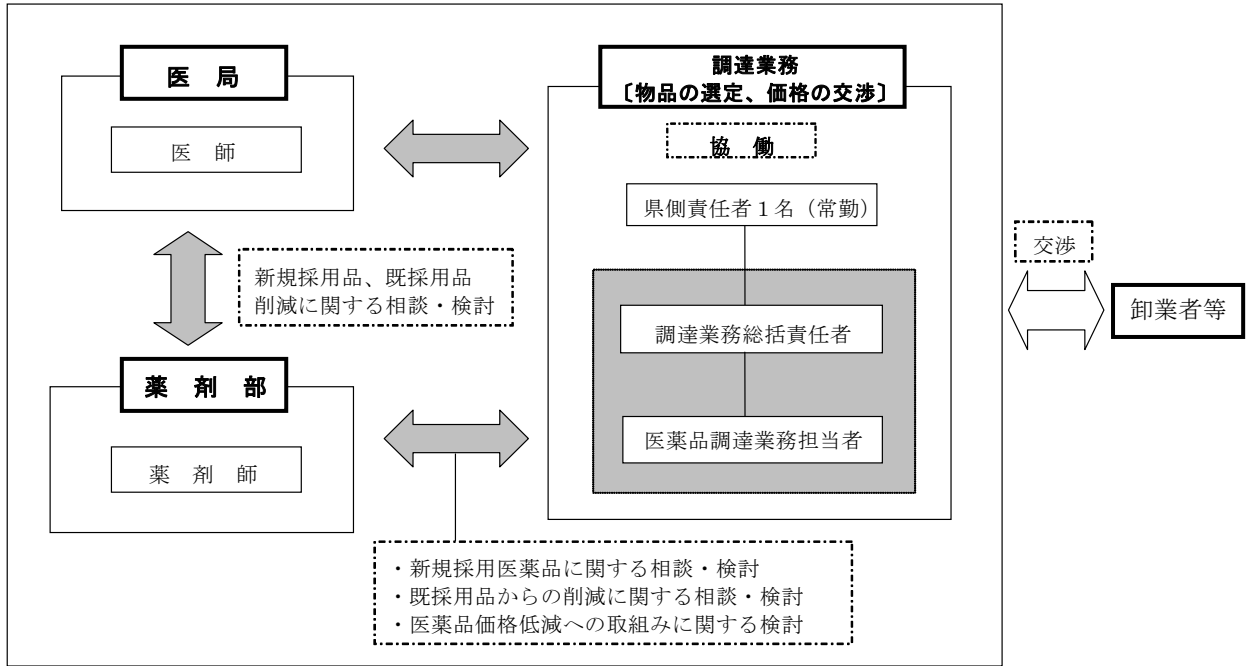 医 局
医 師
調達業務
〔物品の選定、価格の交渉〕
協 働
県側責任者１名（常勤）
新規採用品、既採用品
削減に関する相談・検討
調達業務総括責任者
医薬品調達業務担当者
薬 剤 部
薬 剤 師
・新規採用医薬品に関する相談・検討
・既採用品からの削減に関する相談・検討
・医薬品価格低減への取組みに関する検討
交渉
卸業者等